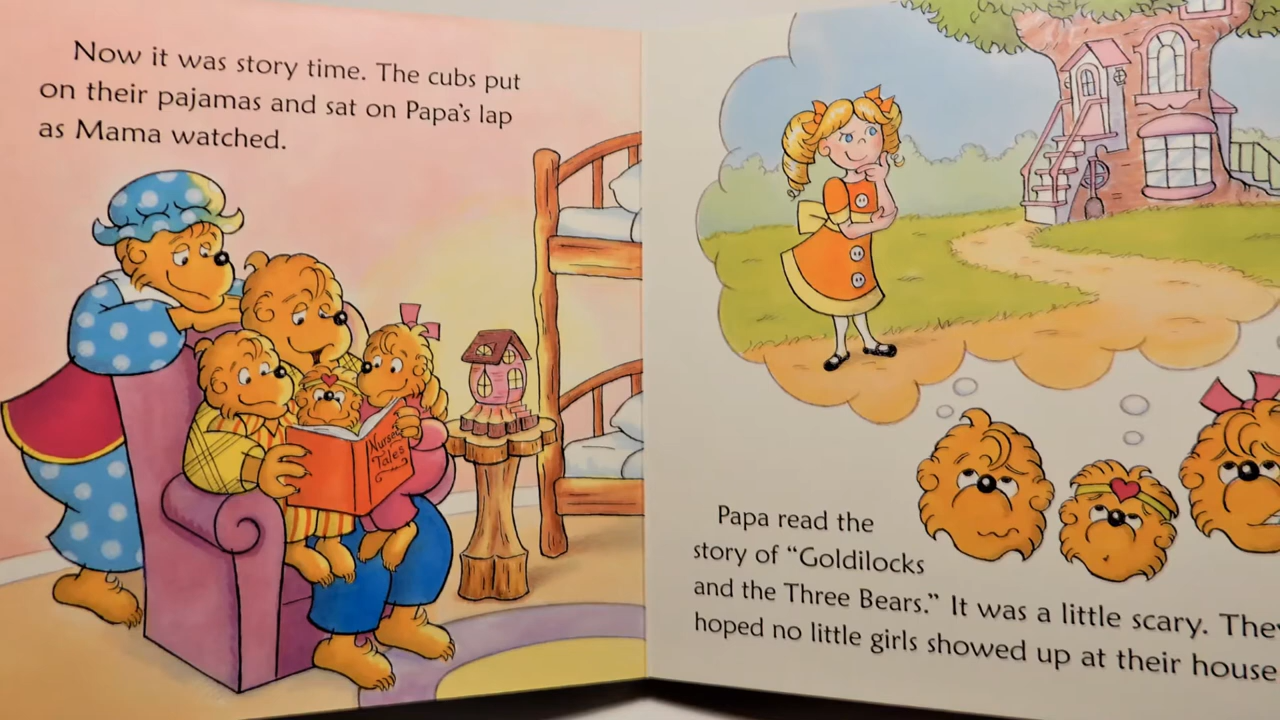 Now it was story time. The cubs put
on their pajamas and sat on Papa's lap
as Mama watched.
Nursery
Tales
Papa read the
story of “Goldilocks
and the Three Bears.” It was a little scary. They
hoped no little girls showed up at their house